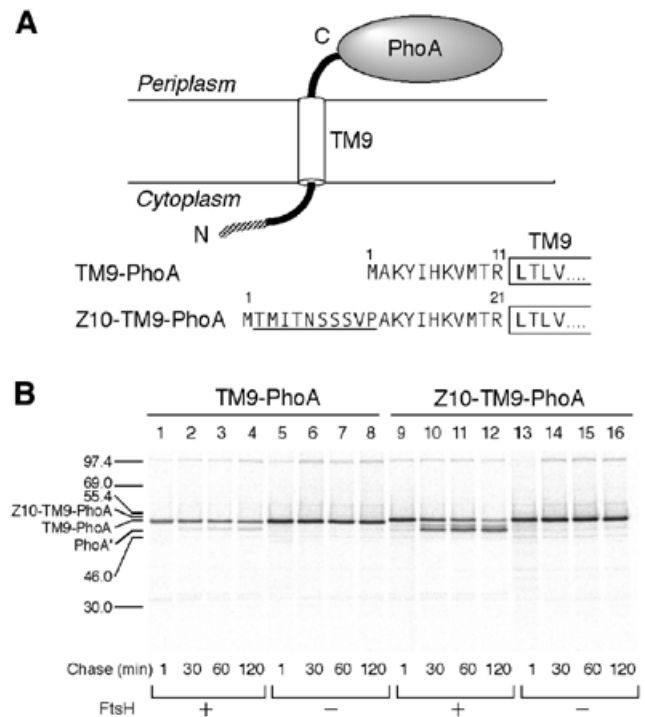 A
C
PhoA
Periplasm
TM9
Cytoplasm
N
TM9
1 11
TM9-PhoA MAKYIHKVMTR LTLV....
1 21
Z10-TM9-PhoA MTMITNSSSVPAKYIHKVMTR LTLV....
B
TM9-PhoA Z10-TM9-PhoA
1 2 3 4 5 6 7 8 9 10 11 12 13 14 15 16
97.4
69.0
55.4
Z10-TM9-PhoA
TM9-PhoA
PhoA'
46.0
30.0
Chase (min) 1 30 60 120 1 30 60 120 1 30 60 120 1 30 60 120
FtsH + − + −